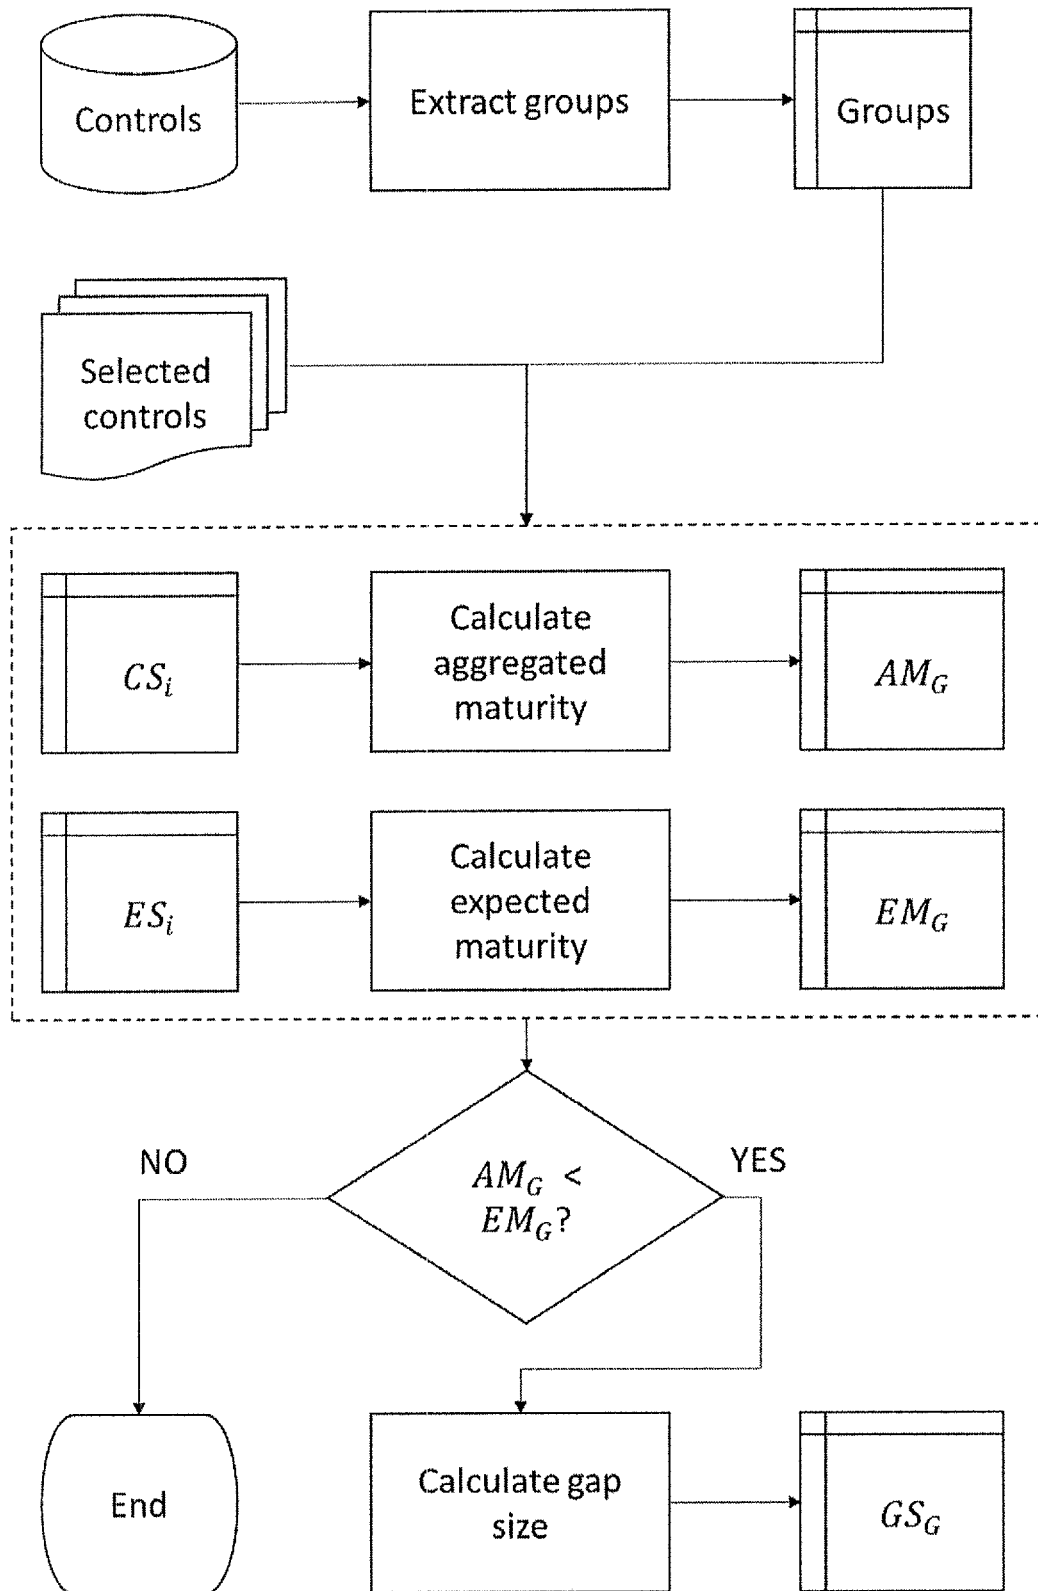 Controls
Extract groups
Groups
Selected
controls
CS_i
Calculate
aggregated
maturity
AM_G
ES_i
Calculate
expected
maturity
EM_G
NO
YES
AM_G <
EM_G?
End
Calculate gap
size
GS_G